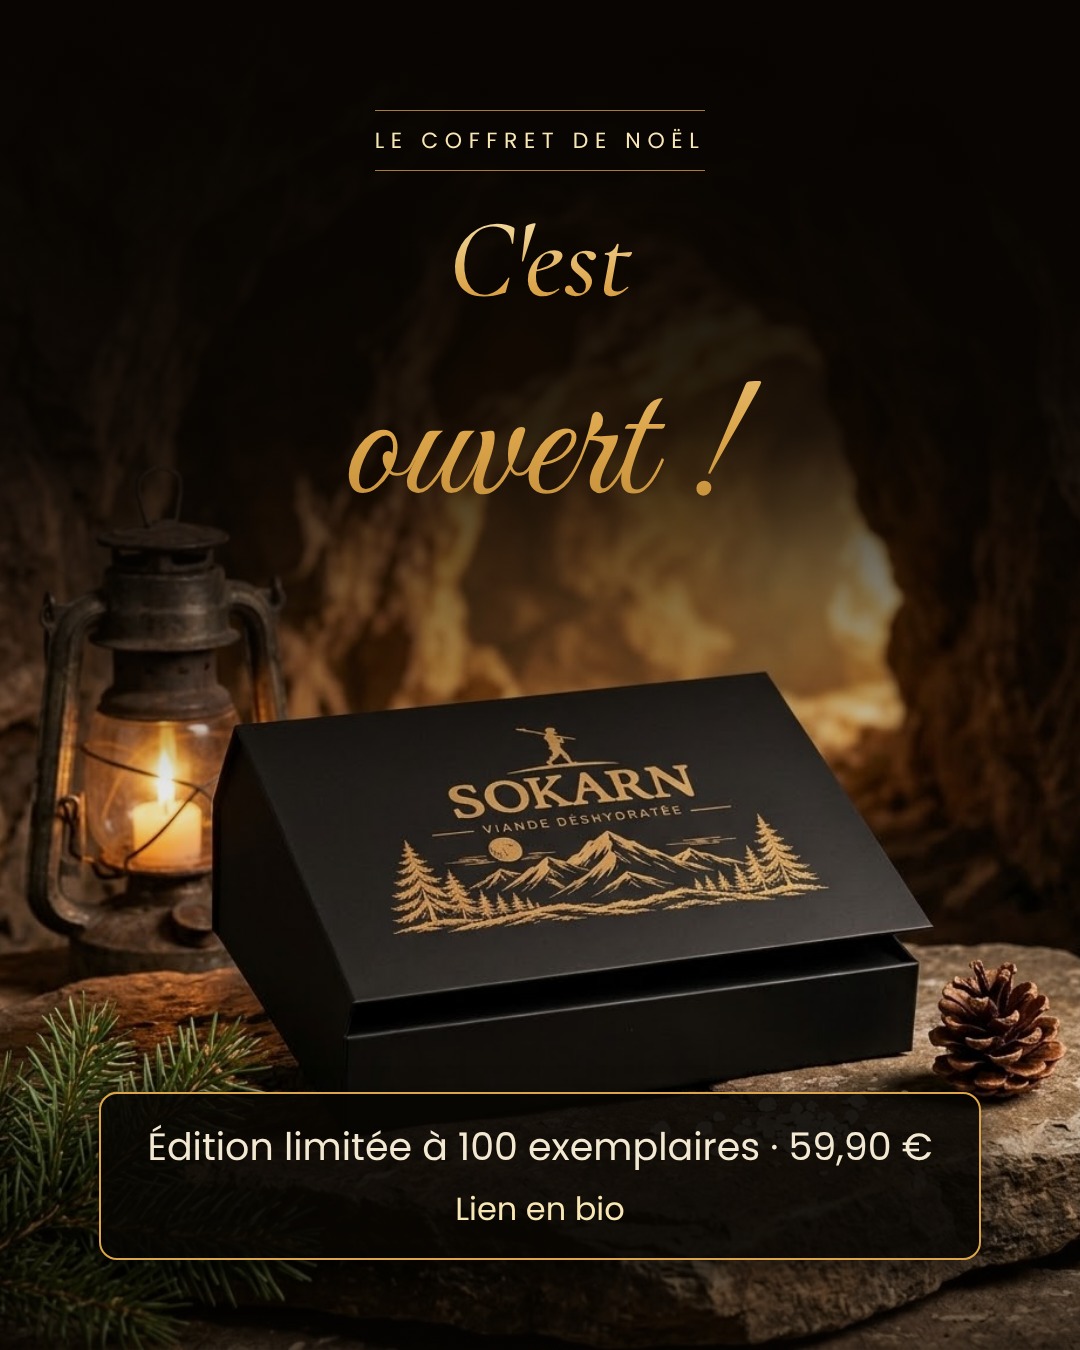 LE COFFRET DE NOËL
C'est
ouvert !
SOKARN
VIANDE DÉSHYDRATÉE
Édition limitée à 100 exemplaires · 59,90 €
Lien en bio